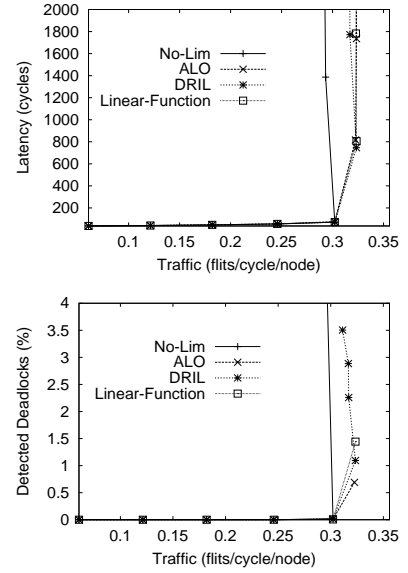 2000
1800
1600
1400
1200
1000
800
600
400
200
Latency (cycles)
No-Lim
ALO
DRIL
Linear-Function
0.1 0.15 0.2 0.25 0.3 0.35
Traffic (flits/cycle/node)
4
3.5
3
2.5
2
1.5
1
0.5
0
Detected Deadlocks (%)
No-Lim
ALO
DRIL
Linear-Function
0.1 0.15 0.2 0.25 0.3 0.35
Traffic (flits/cycle/node)